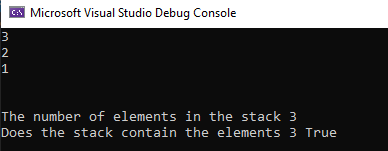 Microsoft Visual Studio Debug Console
3
2
1
The number of elements in the stack 3
Does the stack contain the elements 3 True